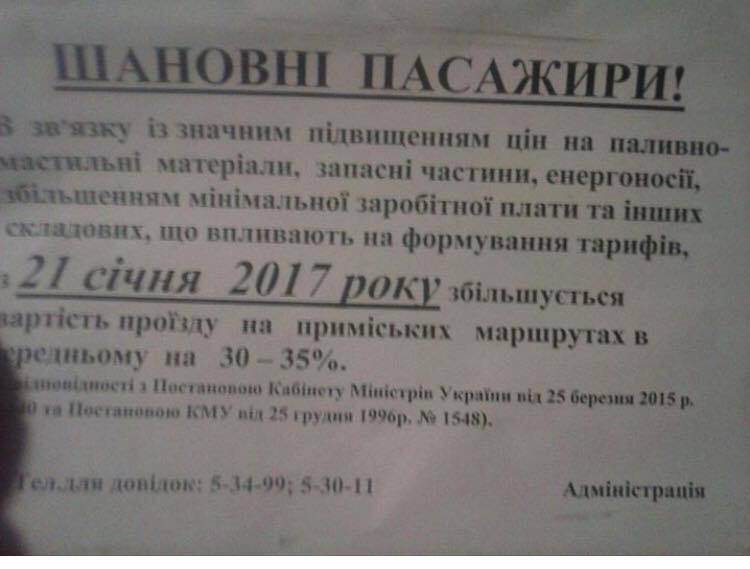 ШАНОВНІ ПАСАЖИРИ!
В зв'язку із значним підвищенням цін на паливно-
мастильні матеріали, запасні частини, енергоносії,
збільшенням мінімальної заробітної плати та інших
складових, що впливають на формування тарифів,
з 21 січня 2017 року збільшується
вартість проїзду на приміських маршрутах в
середньому на 30 – 35%.
відповідності з Постановою Кабінету Міністрів України від 25 березня 2015 р.
та Постановою КМУ від 25 грудня 1996р. № 1548).
Тел.для довідок: 5-34-99; 5-30-11
Адміністрація